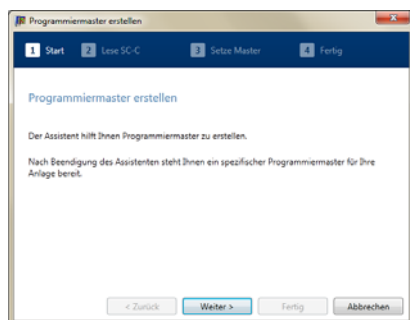 Programmiermaster erstellen
1 Start 2 Lese SC-C 3 Setze Master 4 Fertig
Programmiermaster erstellen
Der Assistent hilft Ihnen Programmiermaster zu erstellen.
Nach Beendigung des Assistenten steht Ihnen ein spezifischer Programmiermaster für Ihre
Anlage bereit.
< Zurück Weiter > Fertig Abbrechen